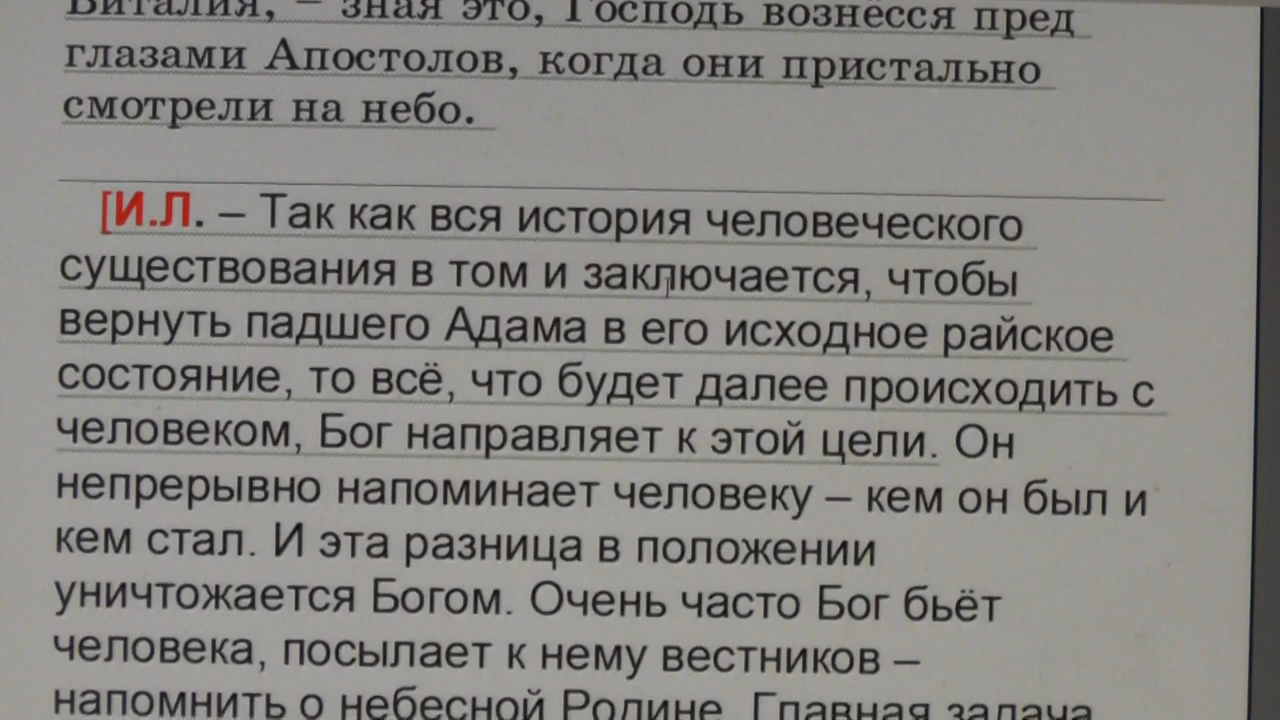 Виталия, – зная это, Господь вознёсся пред
глазами Апостолов, когда они пристально
смотрели на небо.
[И.Л. – Так как вся история человеческого
существования в том и заключается, чтобы
вернуть падшего Адама в его исходное райское
состояние, то всё, что будет далее происходить с
человеком, Бог направляет к этой цели. Он
непрерывно напоминает человеку – кем он был и
кем стал. И эта разница в положении
уничтожается Богом. Очень часто Бог бьёт
человека, посылает к нему вестников –
напомнить о небесной Родине. Главная задача